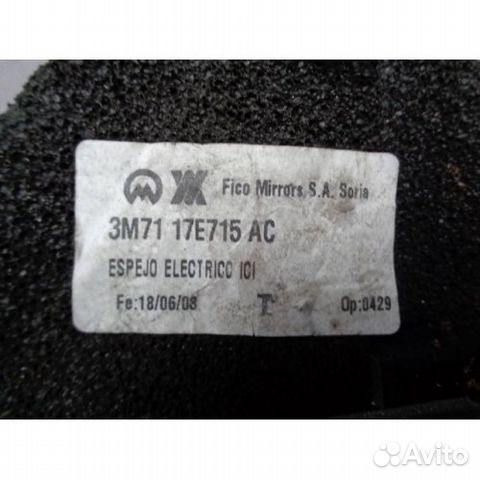 Fico Mirrors S.A. Soria
3M71 17E715 AC
ESPEJO ELECTRICO ICI
Fe:18/06/08 T Op:0429
Avito